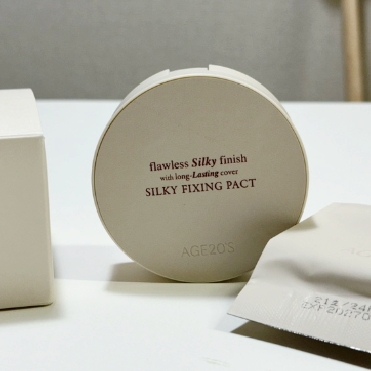 flawless Silky finish
with long-Lasting cover
SILKY FIXING PACT
AGE20'S